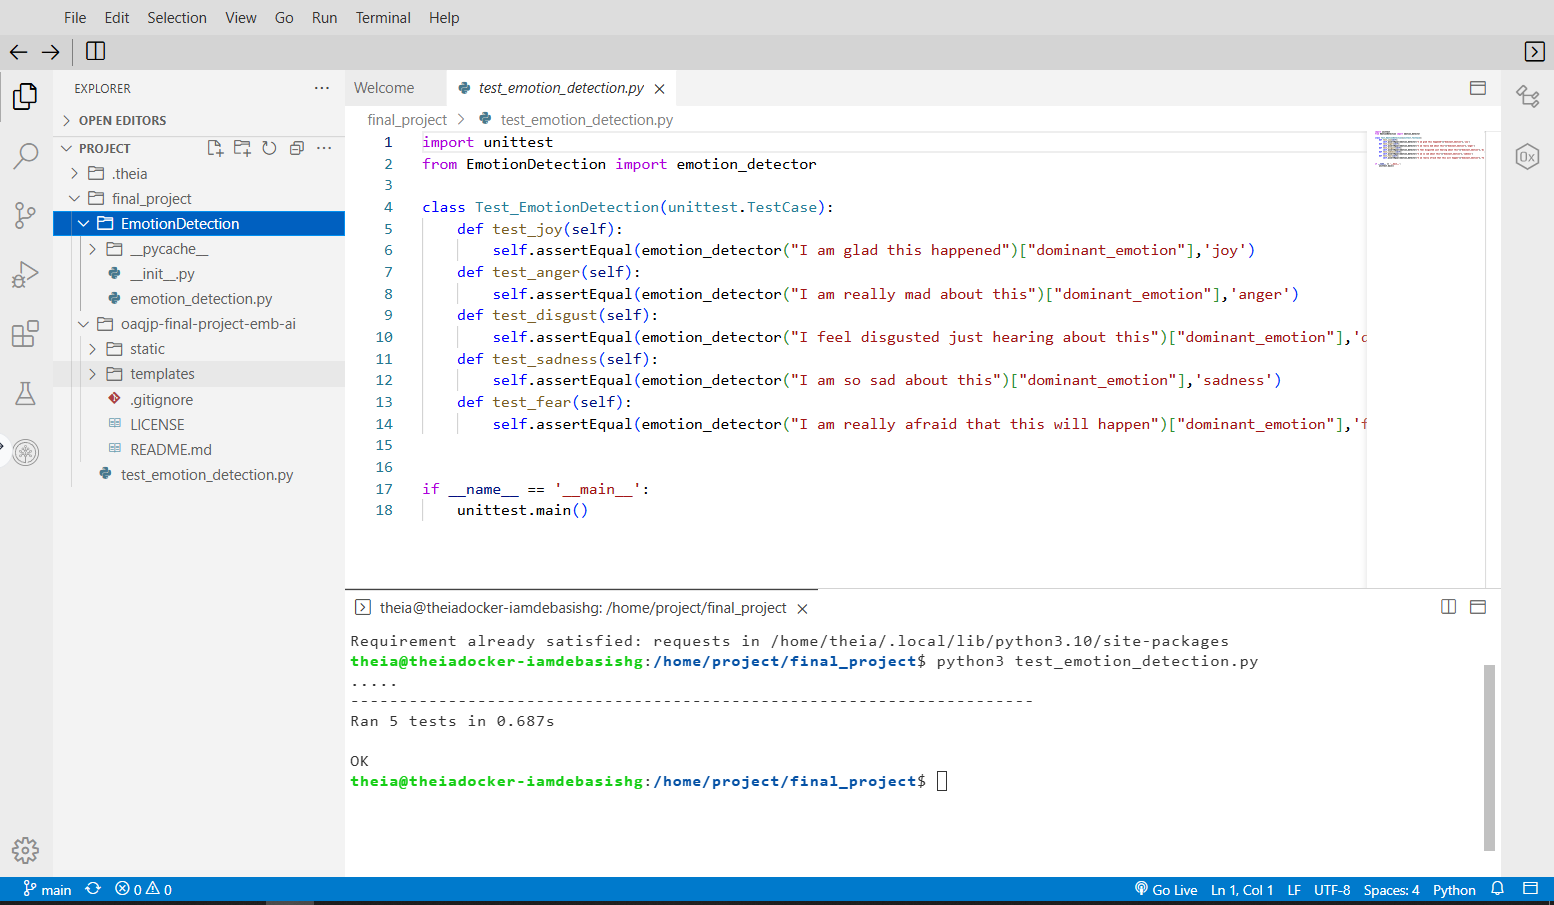 File Edit Selection View Go Run Terminal Help
EXPLORER
OPEN EDITORS
PROJECT
.theia
final_project
EmotionDetection
__pycache__
__init__.py
emotion_detection.py
oaqjp-final-project-emb-ai
static
templates
.gitignore
LICENSE
README.md
test_emotion_detection.py
Welcome test_emotion_detection.py
final_project > test_emotion_detection.py
1 import unittest
2 from EmotionDetection import emotion_detector
3
4 class Test_EmotionDetection(unittest.TestCase):
5 def test_joy(self):
6 self.assertEqual(emotion_detector("I am glad this happened")["dominant_emotion"],'joy')
7 def test_anger(self):
8 self.assertEqual(emotion_detector("I am really mad about this")["dominant_emotion"],'anger')
9 def test_disgust(self):
10 self.assertEqual(emotion_detector("I feel disgusted just hearing about this")["dominant_emotion"],'
11 def test_sadness(self):
12 self.assertEqual(emotion_detector("I am so sad about this")["dominant_emotion"],'sadness')
13 def test_fear(self):
14 self.assertEqual(emotion_detector("I am really afraid that this will happen")["dominant_emotion"],'f
15
16
17 if __name__ == '__main__':
18 unittest.main()
theia@theiadocker-iamdebasishg: /home/project/final_project
Requirement already satisfied: requests in /home/theia/.local/lib/python3.10/site-packages
theia@theiadocker-iamdebasishg:/home/project/final_project$ python3 test_emotion_detection.py
.....
----------------------------------------------------------------------
Ran 5 tests in 0.687s

OK
theia@theiadocker-iamdebasishg:/home/project/final_project$
0x
main 0 0 Go Live Ln 1, Col 1 LF UTF-8 Spaces: 4 Python